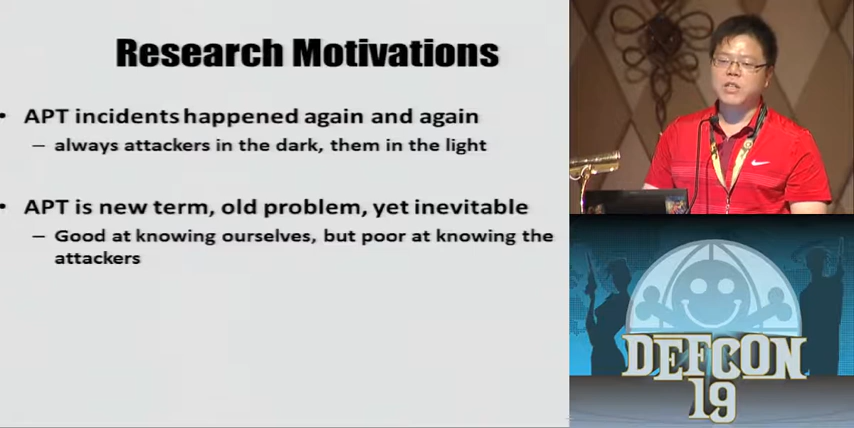 Research Motivations
• APT incidents happened again and again
– always attackers in the dark, them in the light
• APT is new term, old problem, yet inevitable
– Good at knowing ourselves, but poor at knowing the
attackers
DEFCON
19